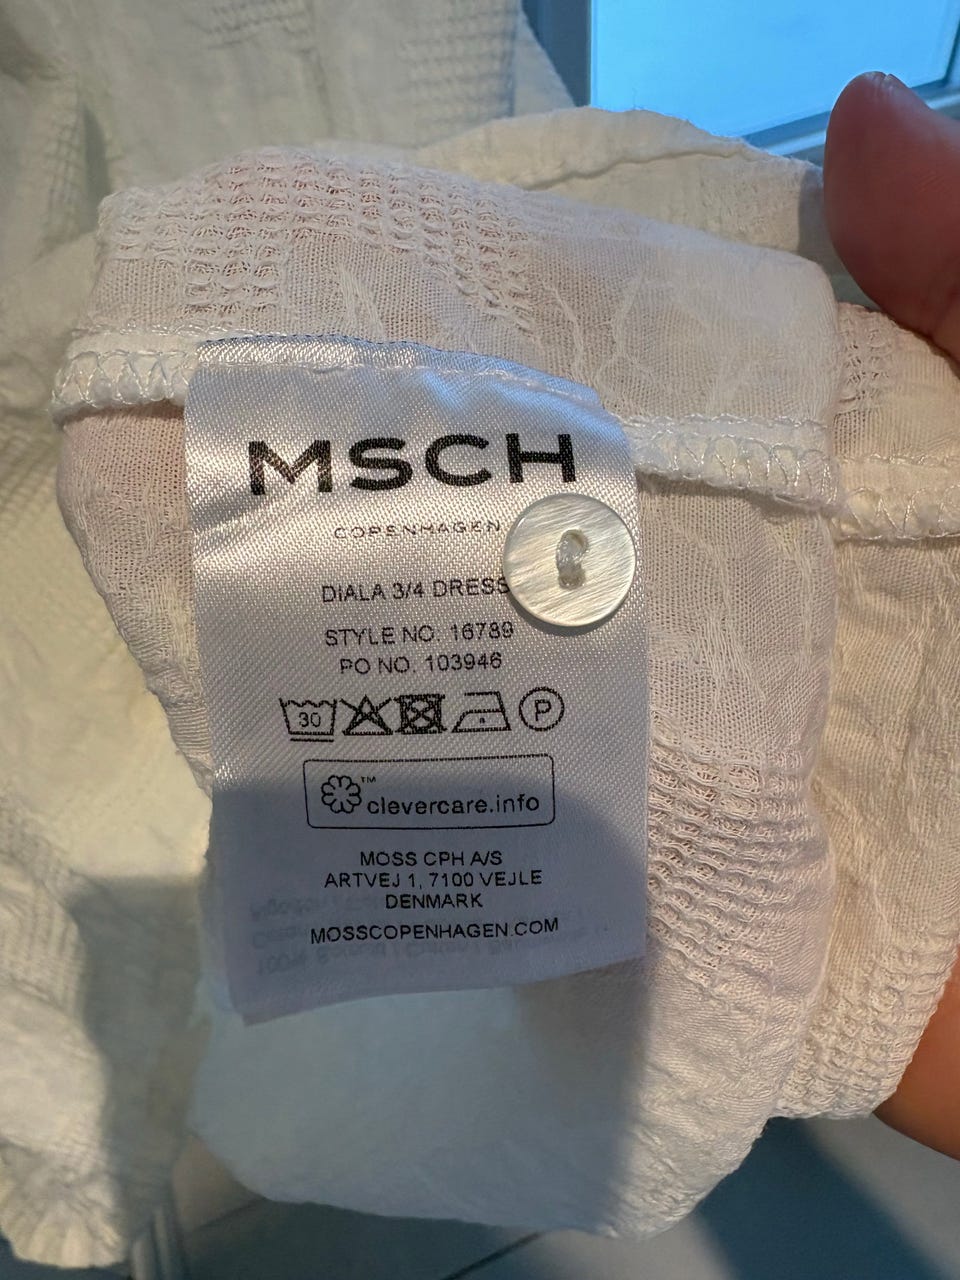 MSCH
COPENHAGEN
DIALA 3/4 DRESS
STYLE NO. 16789
PO NO. 103946
30 P
™ clevercare.info
MOSS CPH A/S
ARTVEJ 1, 7100 VEJLE
DENMARK
MOSSCOPENHAGEN.COM